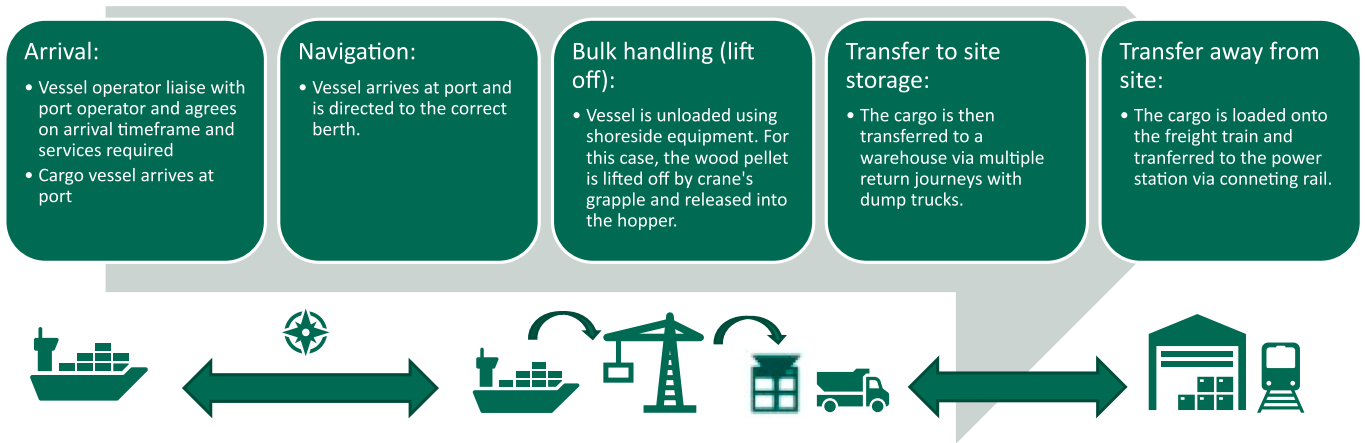 Arrival:
• Vessel operator liaise with
port operator and agrees
on arrival timeframe and
services required
• Cargo vessel arrives at
port
Navigation:
• Vessel arrives at port and
is directed to the correct
berth.
Bulk handling (lift
off):
• Vessel is unloaded using
shoreside equipment. For
this case, the wood pellet
is lifted off by crane's
grapple and released into
the hopper.
Transfer to site
storage:
• The cargo is then
transferred to a
warehouse via multiple
return journeys with
dump trucks.
Transfer away from
site:
• The cargo is loaded onto
the freight train and
tranferred to the power
station via conneting rail.